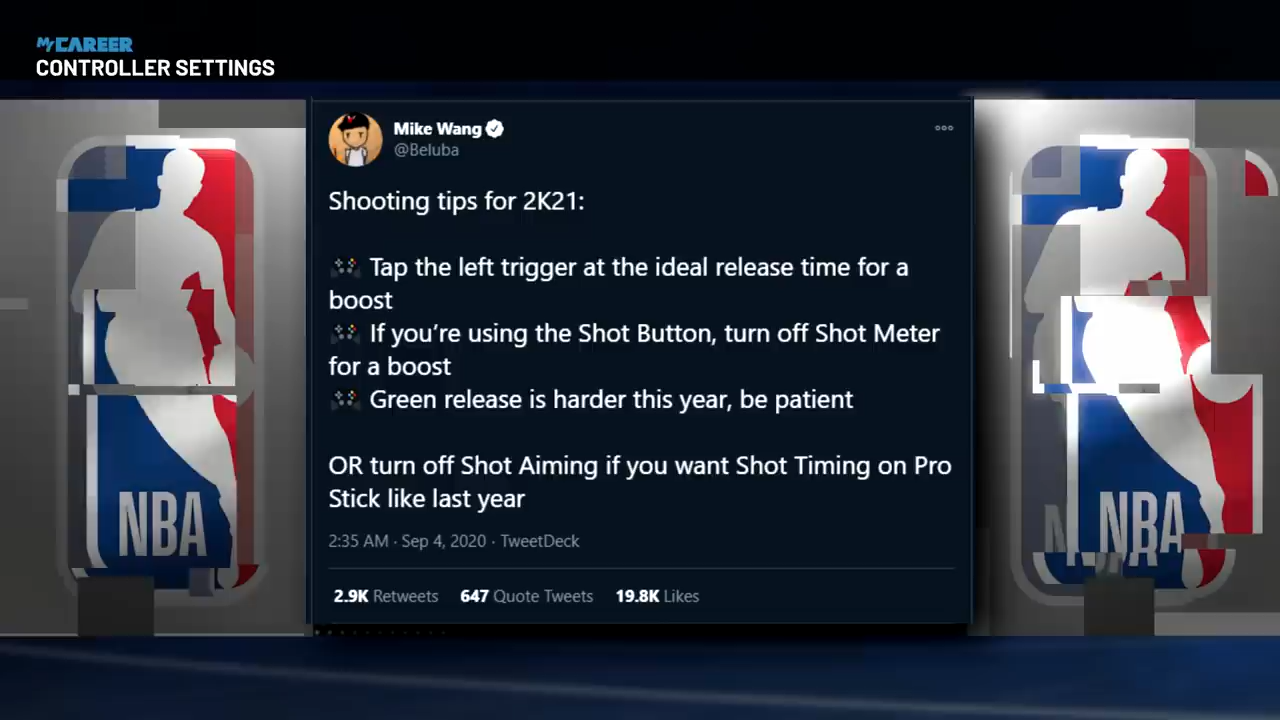 MyCAREER
CONTROLLER SETTINGS
Mike Wang
@Beluba
Shooting tips for 2K21:
🎮 Tap the left trigger at the ideal release time for a
boost
🎮 If you’re using the Shot Button, turn off Shot Meter
for a boost
🎮 Green release is harder this year, be patient
OR turn off Shot Aiming if you want Shot Timing on Pro
Stick like last year
2:35 AM · Sep 4, 2020 · TweetDeck
2.9K Retweets 647 Quote Tweets 19.8K Likes
NBA
NBA